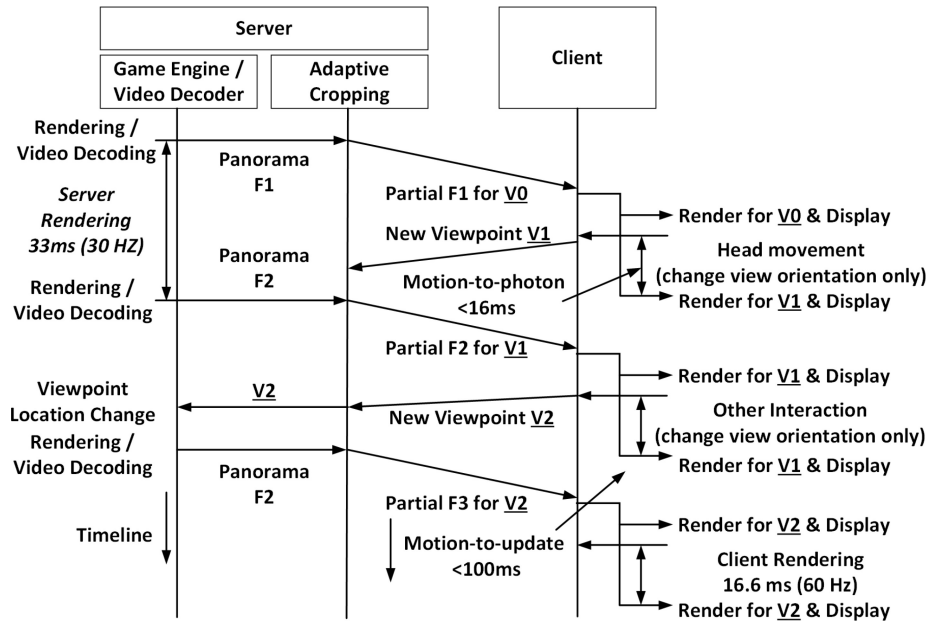 Server
Client
Game Engine /
Video Decoder
Adaptive
Cropping
Rendering /
Video Decoding
Panorama
F1
Server
Rendering
33ms (30 HZ)
Partial F1 for V0
Render for V0 & Display
New Viewpoint V1
Head movement
(change view orientation only)
Panorama
F2
Motion-to-photon
<16ms
Rendering /
Video Decoding
Render for V1 & Display
Partial F2 for V1
Render for V1 & Display
Viewpoint
Location Change
V2
New Viewpoint V2
Other Interaction
(change view orientation only)
Rendering /
Video Decoding
Render for V1 & Display
Panorama
F2
Partial F3 for V2
Render for V2 & Display
Timeline
Motion-to-update
<100ms
Client Rendering
16.6 ms (60 Hz)
Render for V2 & Display